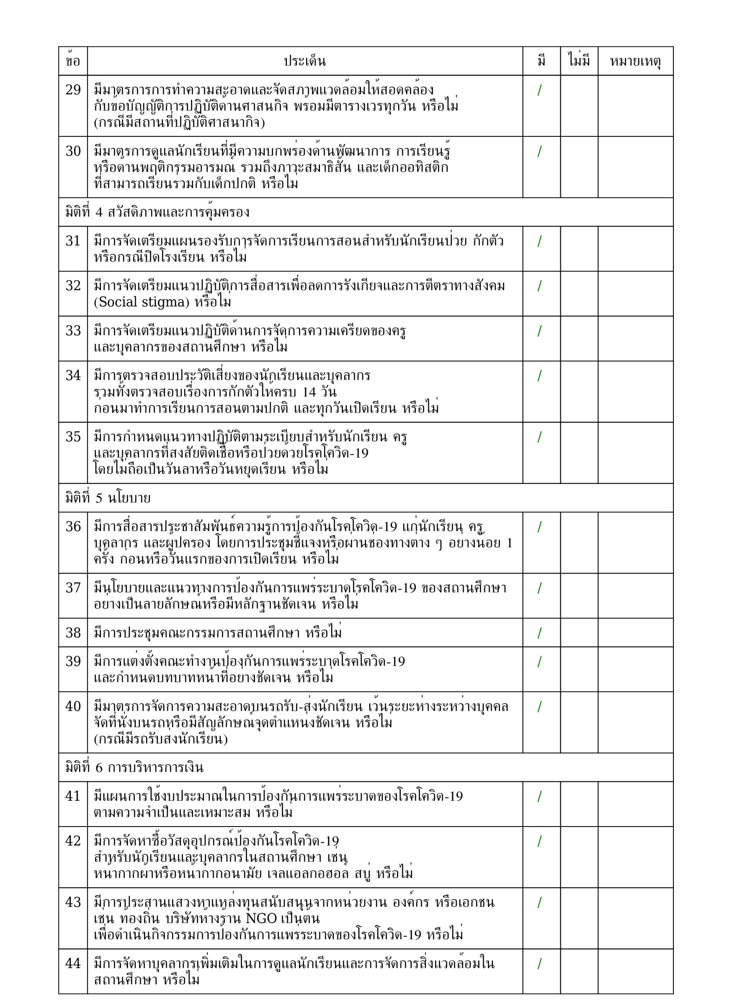 ข้อ ประเด็น มี ไม่มี หมายเหตุ
29 มีมาตรการการทำความสะอาดและจัดสภาพแวดล้อมให้สอดคล้อง /
กับข้อบัญญัติการปฏิบัติด้านศาสนกิจ พร้อมมีตารางเวรทุกวัน หรือไม่
(กรณีมีสถานที่ปฏิบัติศาสนากิจ)
30 มีมาตรการดูแลนักเรียนที่มีความบกพร่องด้านพัฒนาการ การเรียนรู้ /
หรือด้านพฤติกรรมอารมณ์ รวมถึงภาวะสมาธิสั้น และเด็กออทิสติก
ที่สามารถเรียนร่วมกับเด็กปกติ หรือไม่
มิติที่ 4 สวัสดิภาพและการคุ้มครอง
31 มีการจัดเตรียมแผนรองรับการจัดการเรียนการสอนสำหรับนักเรียนป่วย กักตัว /
หรือกรณีปิดโรงเรียน หรือไม่
32 มีการจัดเตรียมแนวปฏิบัติการสื่อสารเพื่อลดการรังเกียจและการตีตราทางสังคม /
(Social stigma) หรือไม่
33 มีการจัดเตรียมแนวปฏิบัติด้านการจัดการความเครียดของครู /
และบุคลากรของสถานศึกษา หรือไม่
34 มีการตรวจสอบประวัติเสี่ยงของนักเรียนและบุคลากร /
รวมทั้งตรวจสอบเรื่องการกักตัวให้ครบ 14 วัน
ก่อนมาทำการเรียนการสอนตามปกติ และทุกวันเปิดเรียน หรือไม่
35 มีการกำหนดแนวทางปฏิบัติตามระเบียบสำหรับนักเรียน ครู /
และบุคลากรที่สงสัยติดเชื้อหรือป่วยด้วยโรคโควิด-19
โดยไม่ถือเป็นวันลาหรือวันหยุดเรียน หรือไม่
มิติที่ 5 นโยบาย
36 มีการสื่อสารประชาสัมพันธ์ความรู้การป้องกันโรคโควิด-19 แก่นักเรียน ครู /
บุคลากร และผู้ปครอง โดยการประชุมชี้แจงหรือผ่านช่องทางต่าง ๆ อย่างน้อย 1
ครั้ง ก่อนหรือวันแรกของการเปิดเรียน หรือไม่
37 มีนโยบายและแนวทางการป้องกันการแพร่ระบาดโรคโควิด-19 ของสถานศึกษา /
อย่างเป็นลายลักษณ์หรือมีหลักฐานชัดเจน หรือไม่
38 มีการประชุมคณะกรรมการสถานศึกษา หรือไม่ /
39 มีการแต่งตั้งคณะทำงานป้องกันการแพร่ระบาดโรคโควิด-19 /
และกำหนดบทบาทหน้าที่อย่างชัดเจน หรือไม่
40 มีมาตรการจัดการความสะอาดบนรถรับ-ส่งนักเรียน เว้นระยะห่างระหว่างบุคคล /
จัดที่นั่งบนรถหรือมีสัญลักษณ์จุดตำแหน่งชัดเจน หรือไม่
(กรณีมีรถรับส่งนักเรียน)
มิติที่ 6 การบริหารการเงิน
41 มีแผนการใช้งบประมาณในการป้องกันการแพร่ระบาดของโรคโควิด-19 /
ตามความจำเป็นและเหมาะสม หรือไม่
42 มีการจัดหาซื้อวัสดุอุปกรณ์ป้องกันโรคโควิด-19 /
สำหรับนักเรียนและบุคลากรในสถานศึกษา เช่น
หน้ากากผ้าหรือหน้ากากอนามัย เจลแอลกอฮอล์ สบู่ หรือไม่
43 มีการประสานแสวงหาแหล่งทุนสนับสนุนจากหน่วยงาน องค์กร หรือเอกชน /
เช่น ท้องถิ่น บริษัทห้างร้าน NGO เป็นต้น
เพื่อดำเนินกิจกรรมการป้องกันการแพร่ระบาดของโรคโควิด-19 หรือไม่
44 มีการจัดหาบุคลากรเพิ่มเติมในการดูแลนักเรียนและการจัดการสิ่งแวดล้อมใน /
สถานศึกษา หรือไม่